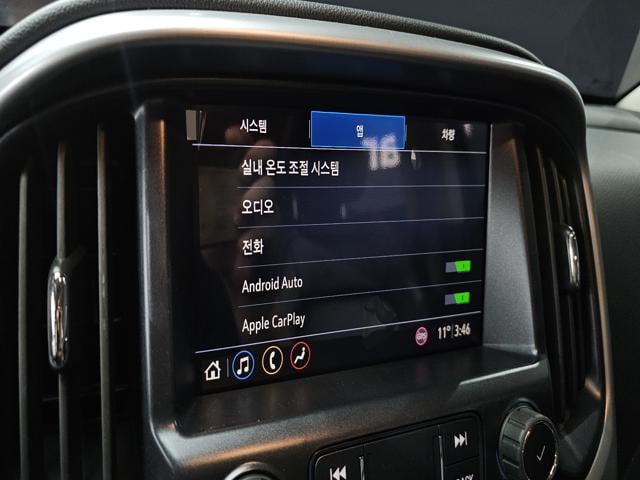 시스템 앱 차량
실내 온도 조절 시스템
오디오
전화
Android Auto
Apple CarPlay
11° 3:46
BACK